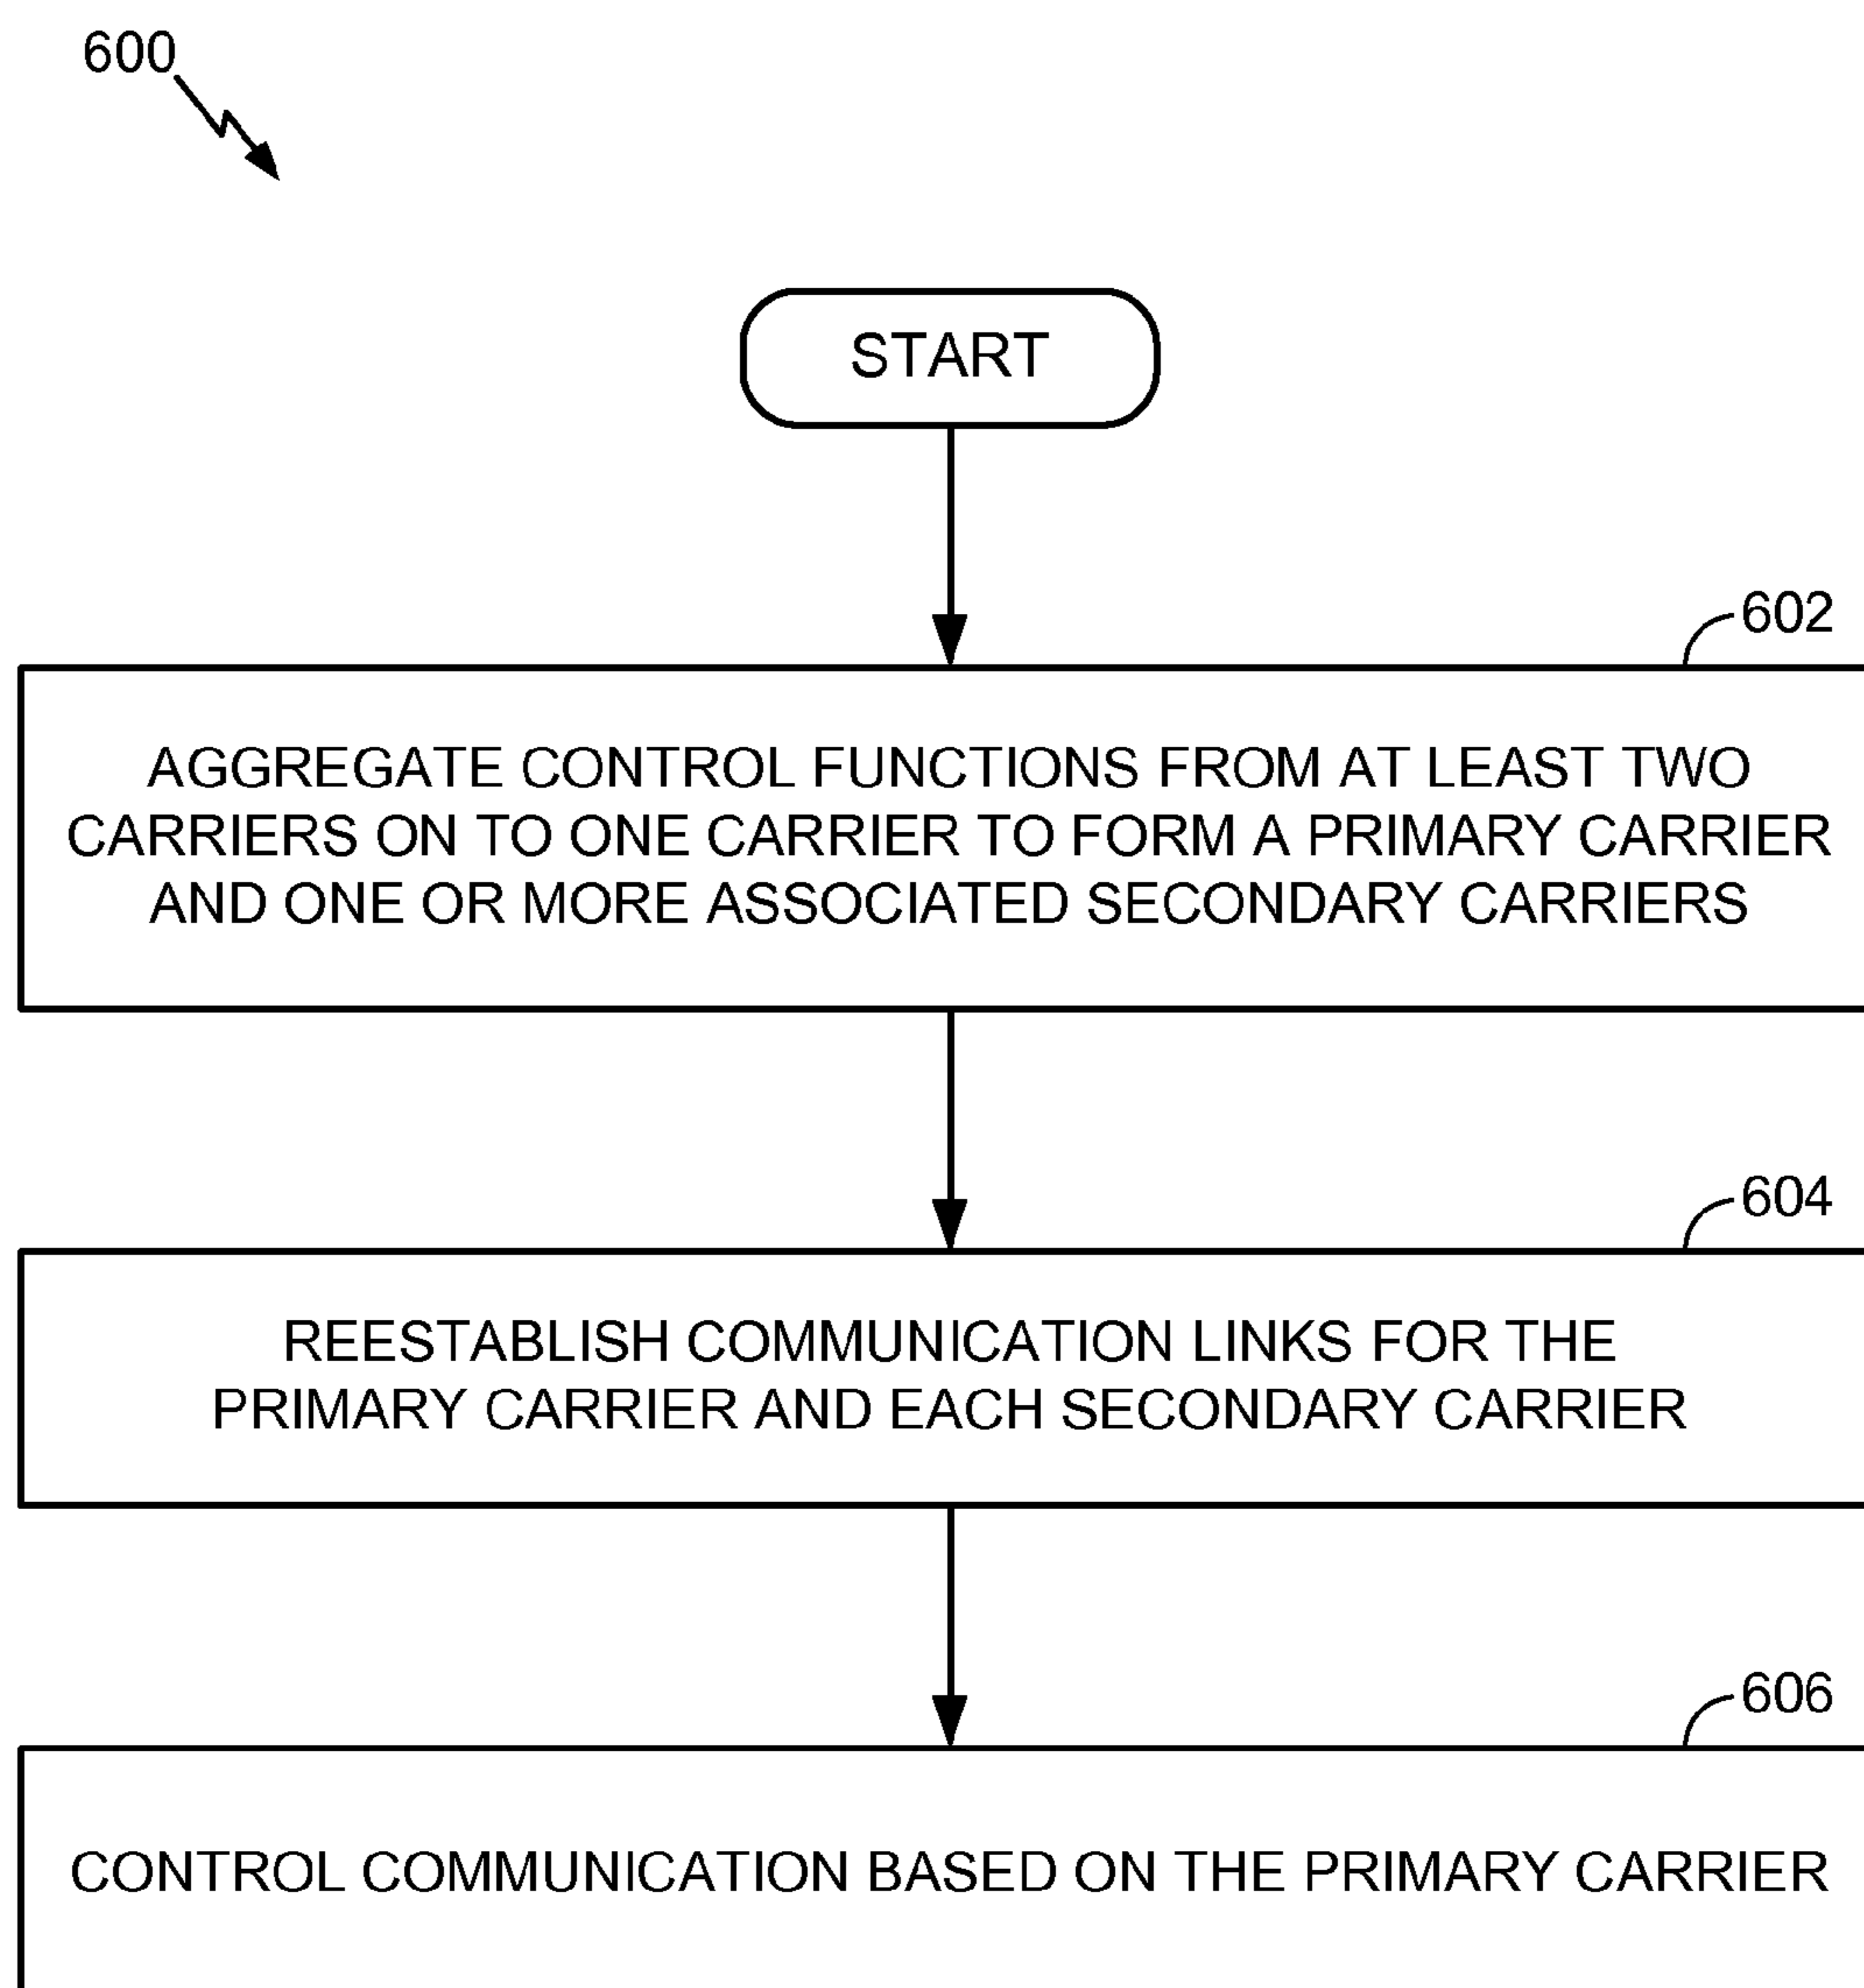 600
START
602
AGGREGATE CONTROL FUNCTIONS FROM AT LEAST TWO
CARRIERS ON TO ONE CARRIER TO FORM A PRIMARY CARRIER
AND ONE OR MORE ASSOCIATED SECONDARY CARRIERS
604
REESTABLISH COMMUNICATION LINKS FOR THE
PRIMARY CARRIER AND EACH SECONDARY CARRIER
606
CONTROL COMMUNICATION BASED ON THE PRIMARY CARRIER